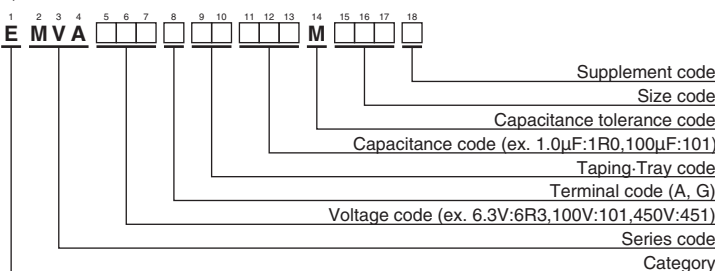 1 2 3 4 5 6 7 8 9 10 11 12 13 14 15 16 17 18
E MVA M
Supplement code
Size code
Capacitance tolerance code
Capacitance code (ex. 1.0μF:1R0,100μF:101)
Taping·Tray code
Terminal code (A, G)
Voltage code (ex. 6.3V:6R3,100V:101,450V:451)
Series code
Category